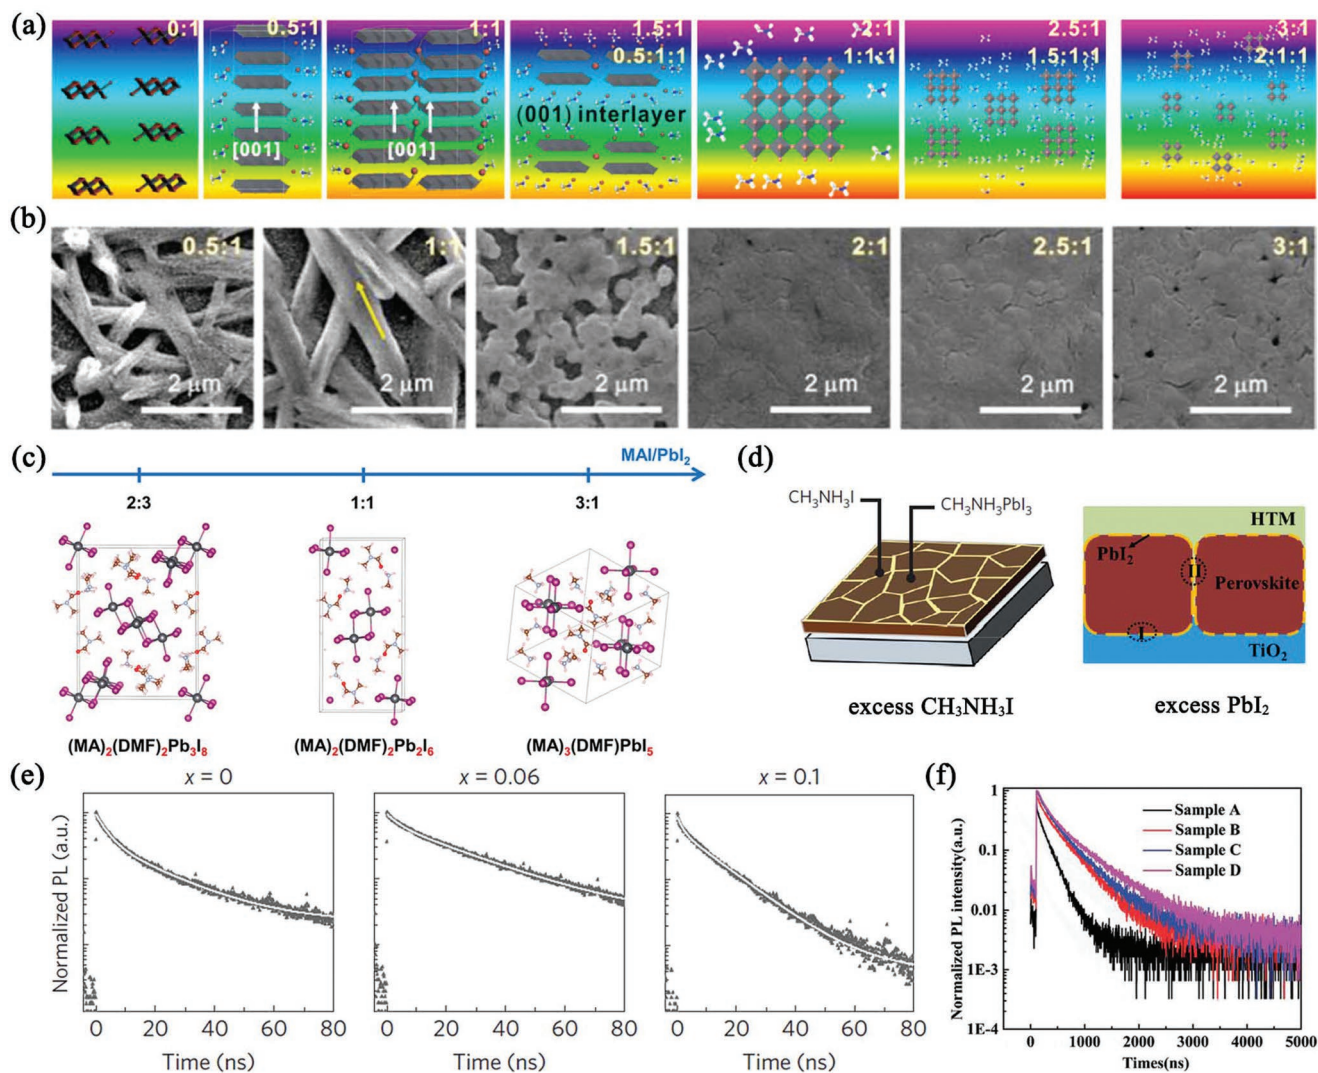 (a)
0:1
0.5:1
[001]
1:1
[001]
1.5:1
0.5:1:1
(001) interlayer
2:1
1:1:1
2.5:1
1.5:1:1
3:1
2:1:1
(b)
0.5:1
2 μm
1:1
2 μm
1.5:1
2 μm
2:1
2 μm
2.5:1
2 μm
3:1
2 μm
(c)
MAI/PbI₂
2:3
1:1
3:1
(MA)₂(DMF)₂Pb₃I₈
(MA)₂(DMF)₂Pb₂I₆
(MA)₃(DMF)PbI₅
(d)
CH₃NH₃I
CH₃NH₃PbI₃
excess CH₃NH₃I
HTM
PbI₂
II
Perovskite
I
TiO₂
excess PbI₂
(e)
x = 0
x = 0.06
x = 0.1
Normalized PL (a.u.)
0 20 40 60 80
0 20 40 60 80
0 20 40 60 80
Time (ns)
Time (ns)
Time (ns)
(f)
Normalized PL intensity(a.u.)
1
0.1
0.01
1E-3
1E-4
Sample A
Sample B
Sample C
Sample D
0 1000 2000 3000 4000 5000
Times(ns)